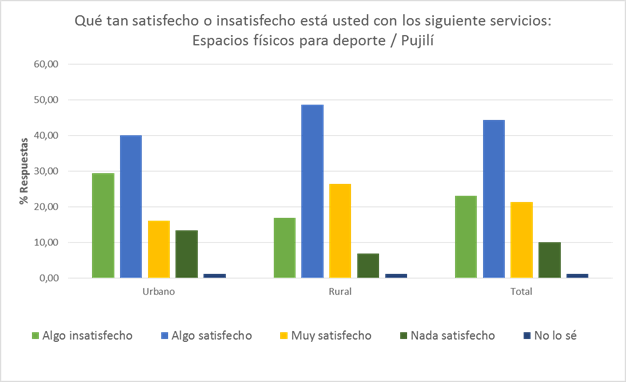 Qué tan satisfecho o insatisfecho está usted con los siguiente servicios:
Espacios físicos para deporte / Pujilí
% Respuestas
60,00
50,00
40,00
30,00
20,00
10,00
0,00
Urbano Rural Total
Algo insatisfecho Algo satisfecho Muy satisfecho Nada satisfecho No lo sé